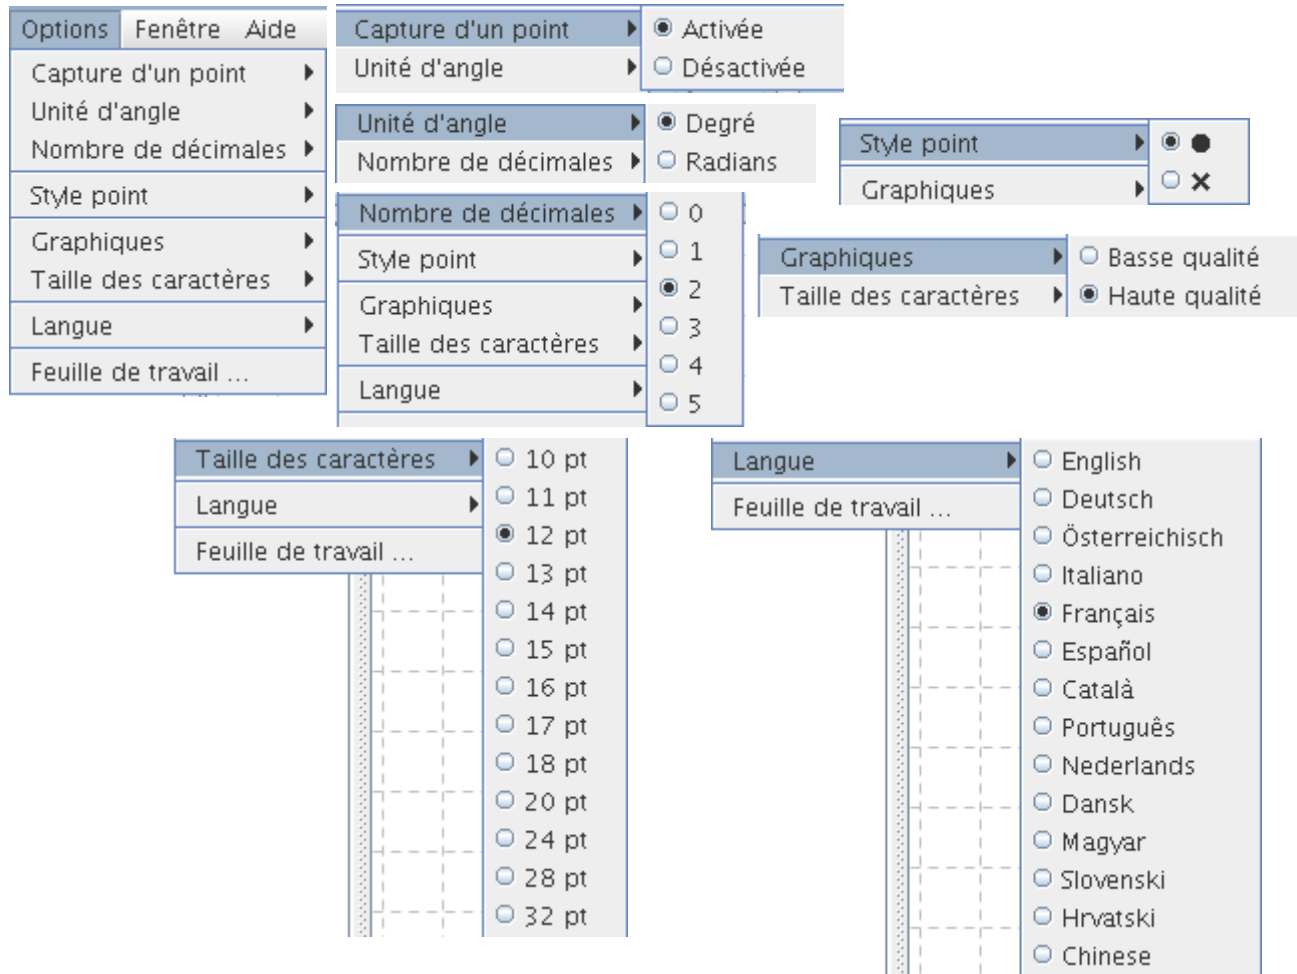 Options Fenêtre Aide
Capture d'un point
Unité d'angle
Nombre de décimales
Style point
Graphiques
Taille des caractères
Langue
Feuille de travail ...
Capture d'un point
Unité d'angle
Activée
Désactivée
Unité d'angle
Nombre de décimales
Degré
Radians
Style point
Graphiques
Nombre de décimales
Style point
Graphiques
Taille des caractères
Langue
0
1
2
3
4
5
Graphiques
Taille des caractères
Basse qualité
Haute qualité
Taille des caractères
Langue
Feuille de travail ...
10 pt
11 pt
12 pt
13 pt
14 pt
15 pt
16 pt
17 pt
18 pt
20 pt
24 pt
28 pt
32 pt
Langue
Feuille de travail ...
English
Deutsch
Österreichisch
Italiano
Français
Español
Català
Português
Nederlands
Dansk
Magyar
Slovenski
Hrvatski
Chinese